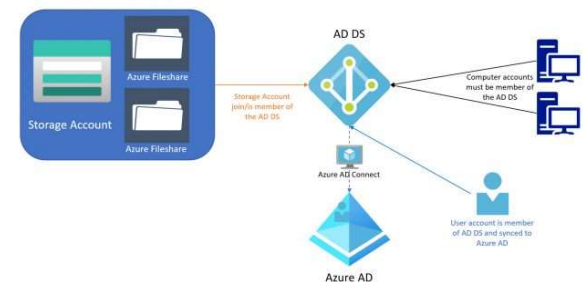 AD DS
Azure Fileshare
Storage Account
Azure Fileshare
Storage Account
join/is member of
the AD DS
Computer accounts
must be member of
the AD DS
Azure AD Connect
User account is member
of AD DS and synced to
Azure AD
Azure AD